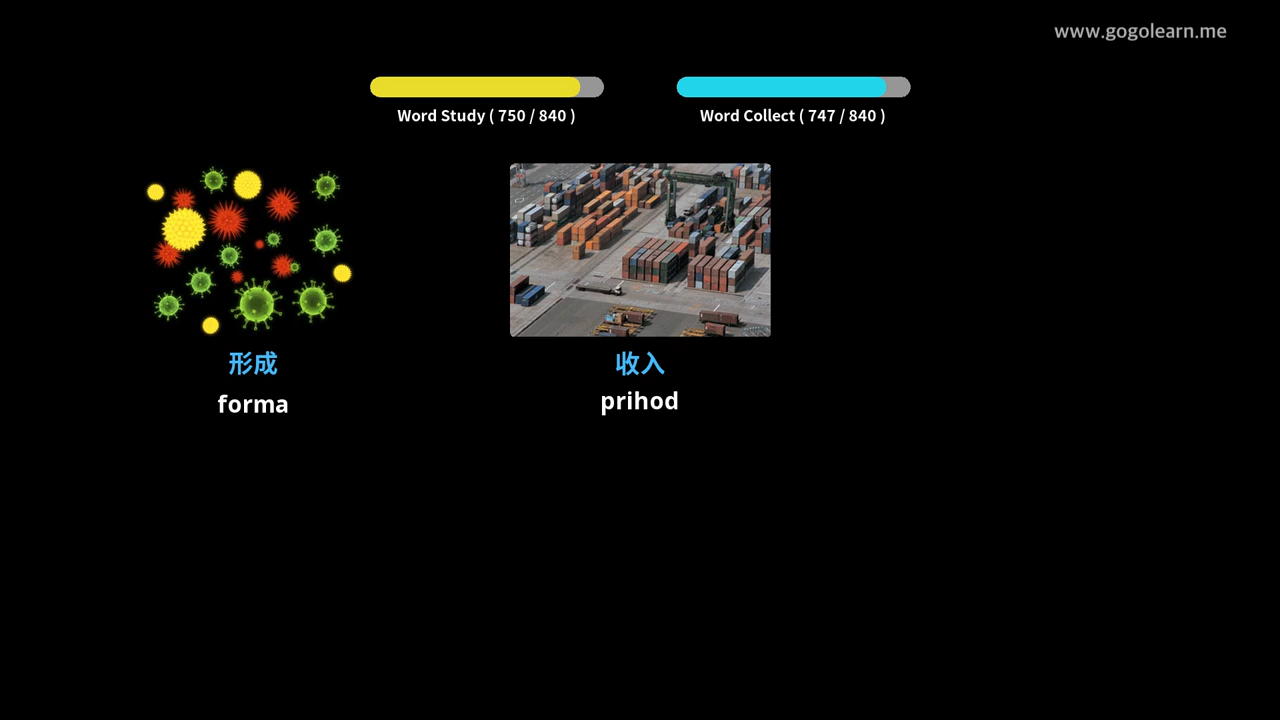 www.gogolearn.me
Word Study ( 750 / 840 )
Word Collect ( 747 / 840 )
形成
forma
收入
prihod